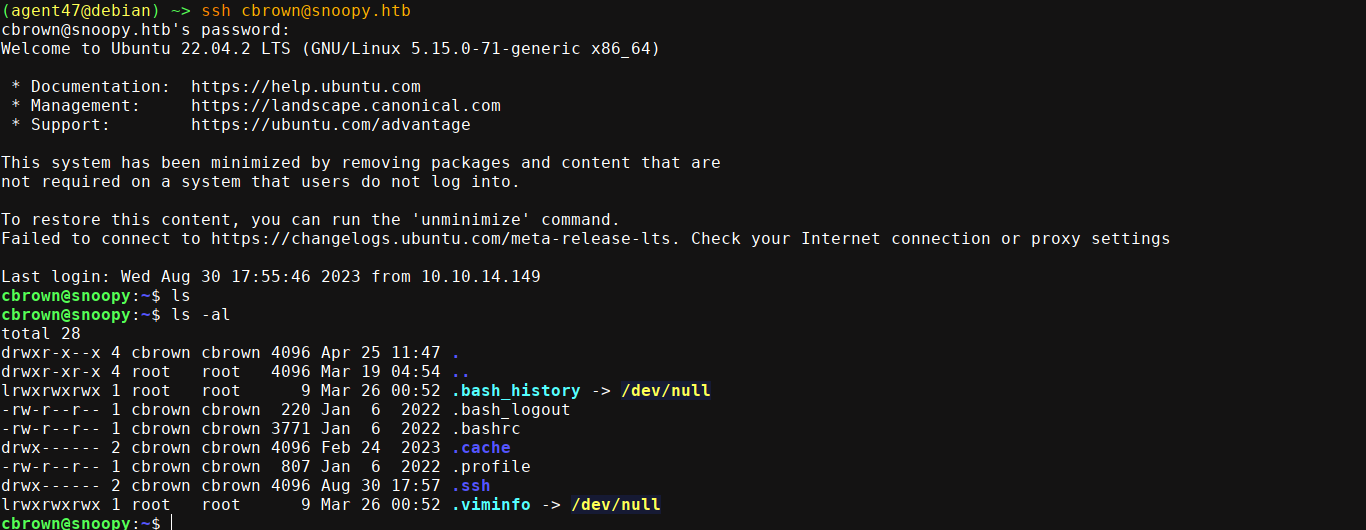 (agent47@debian) ~> ssh cbrown@snoopy.htb
cbrown@snoopy.htb's password:
Welcome to Ubuntu 22.04.2 LTS (GNU/Linux 5.15.0-71-generic x86_64)

 * Documentation:  https://help.ubuntu.com
 * Management:     https://landscape.canonical.com
 * Support:        https://ubuntu.com/advantage

This system has been minimized by removing packages and content that are
not required on a system that users do not log into.

To restore this content, you can run the 'unminimize' command.
Failed to connect to https://changelogs.ubuntu.com/meta-release-lts. Check your Internet connection or proxy settings

Last login: Wed Aug 30 17:55:46 2023 from 10.10.14.149
cbrown@snoopy:~$ ls
cbrown@snoopy:~$ ls -al
total 28
drwxr-x--x 4 cbrown cbrown 4096 Apr 25 11:47 .
drwxr-xr-x 4 root   root   4096 Mar 19 04:54 ..
lrwxrwxrwx 1 root   root      9 Mar 26 00:52 .bash_history -> /dev/null
-rw-r--r-- 1 cbrown cbrown  220 Jan  6  2022 .bash_logout
-rw-r--r-- 1 cbrown cbrown 3771 Jan  6  2022 .bashrc
drwx------ 2 cbrown cbrown 4096 Feb 24  2023 .cache
-rw-r--r-- 1 cbrown cbrown  807 Jan  6  2022 .profile
drwx------ 2 cbrown cbrown 4096 Aug 30 17:57 .ssh
lrwxrwxrwx 1 root   root      9 Mar 26 00:52 .viminfo -> /dev/null
cbrown@snoopy:~$